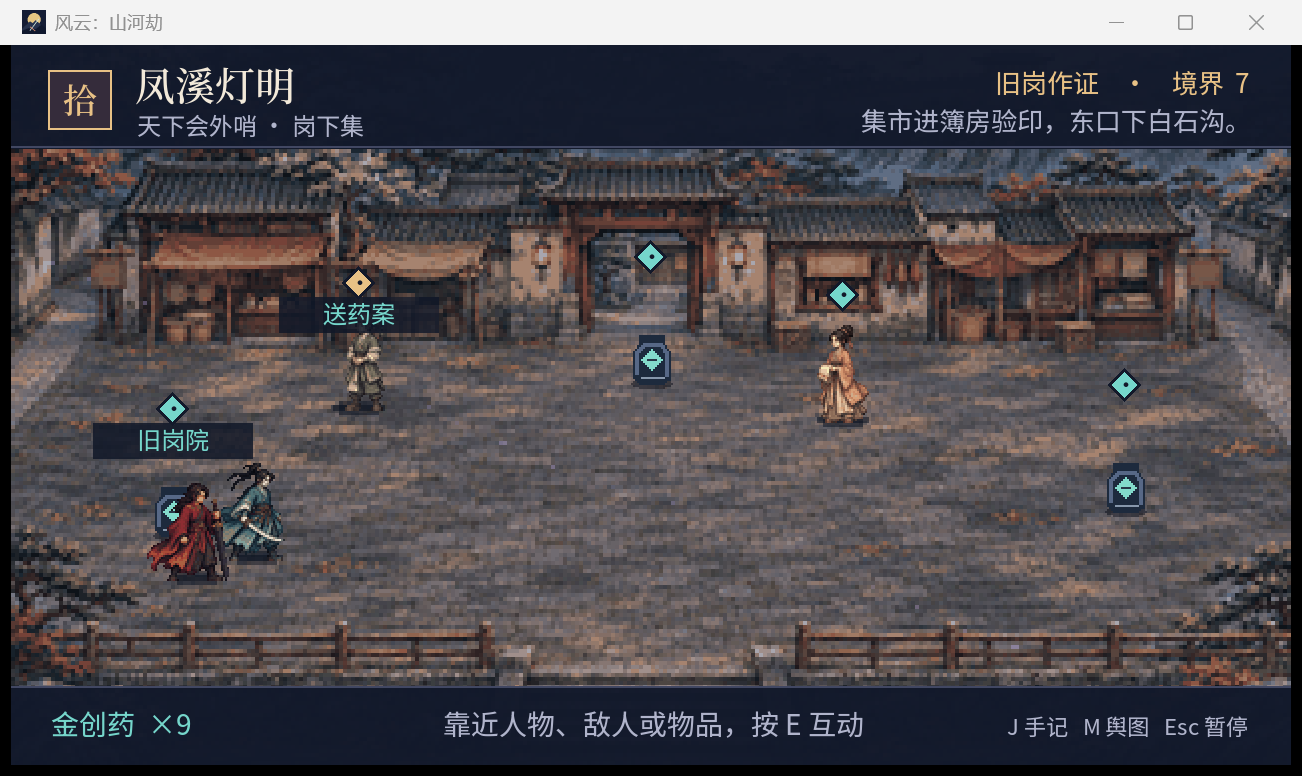 风云：山河劫
拾
凤溪灯明
天下会外哨 · 岗下集
旧岗作证 · 境界 7
集市进簿房验印，东口下白石沟。
送药案
旧岗院
金创药 ×9
靠近人物、敌人或物品，按 E 互动
J 手记 M 舆图 Esc 暂停